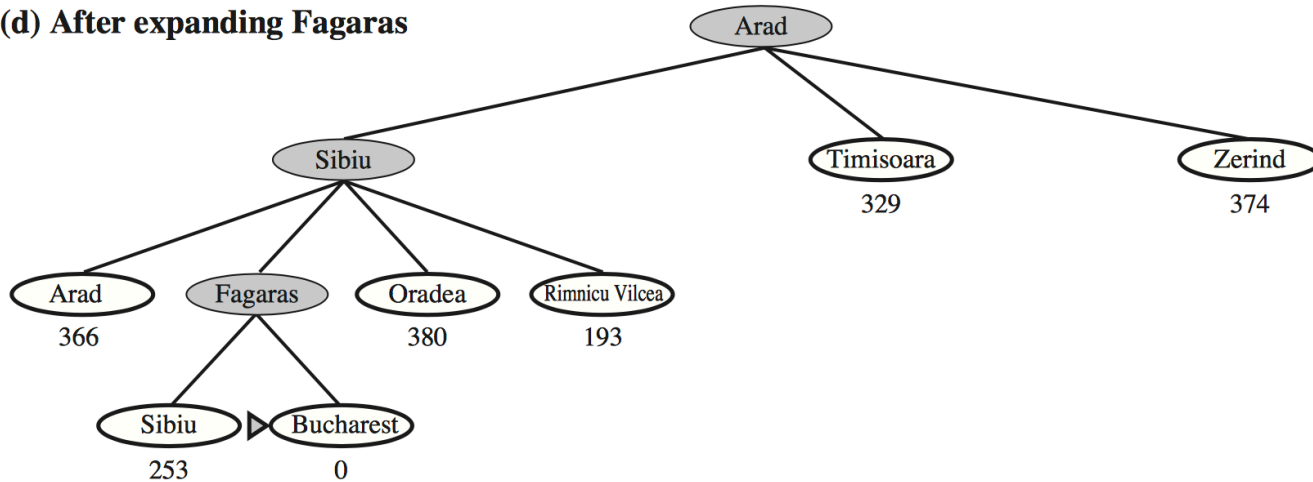 (d) After expanding Fagaras
Arad
Sibiu
Timisoara
Zerind
329
374
Arad
Fagaras
Oradea
Rimnicu Vilcea
366
380
193
Sibiu
Bucharest
253
0